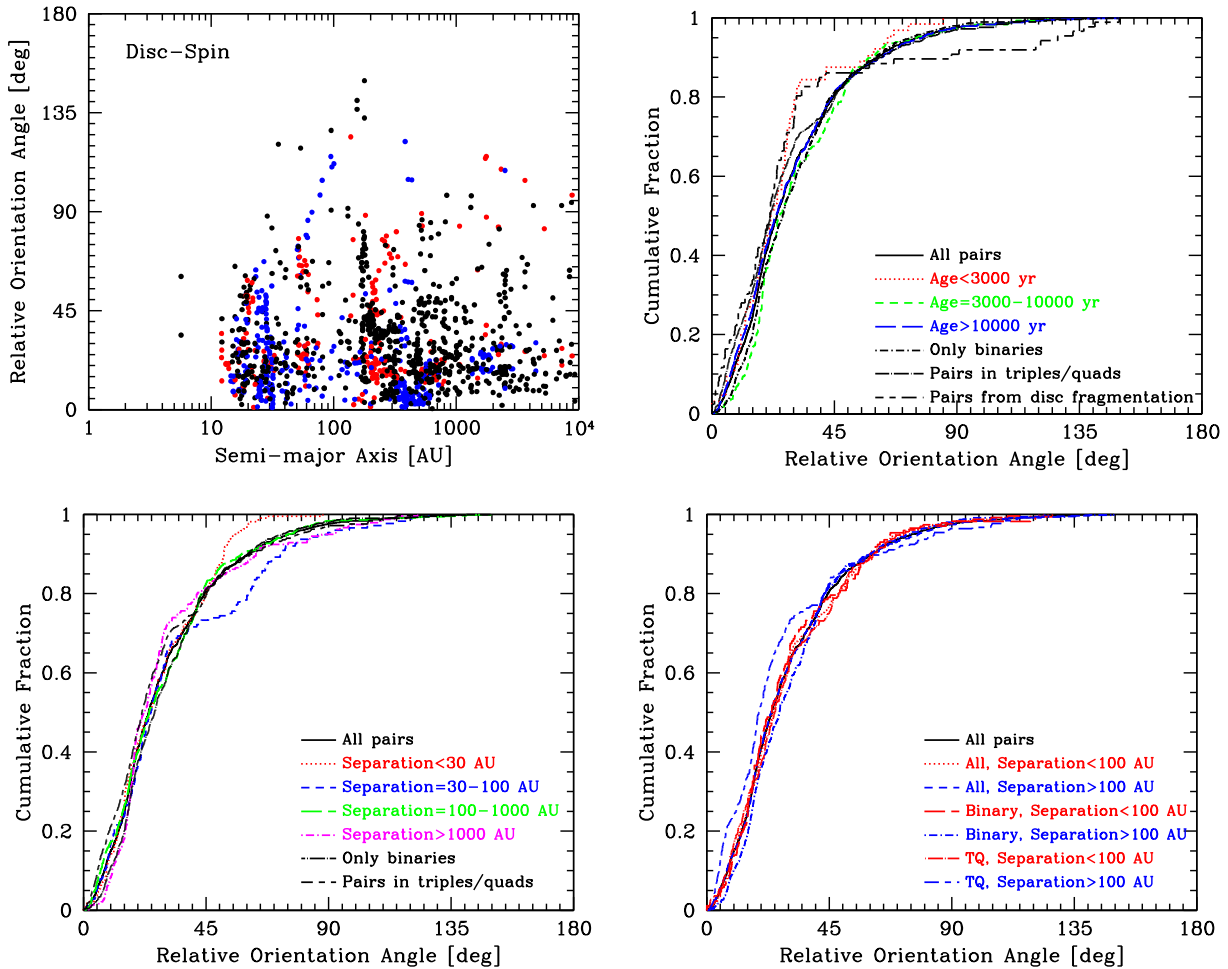 180
135
90
45
0
Relative Orientation Angle [deg]
Disc-Spin
1 10 100 1000 10⁴
Semi-major Axis [AU]
1
0.8
0.6
0.4
0.2
0
Cumulative Fraction
All pairs
Age<3000 yr
Age=3000-10000 yr
Age>10000 yr
Only binaries
Pairs in triples/quads
Pairs from disc fragmentation
0 45 90 135 180
Relative Orientation Angle [deg]
1
0.8
0.6
0.4
0.2
0
Cumulative Fraction
All pairs
Separation<30 AU
Separation=30-100 AU
Separation=100-1000 AU
Separation>1000 AU
Only binaries
Pairs in triples/quads
0 45 90 135 180
Relative Orientation Angle [deg]
1
0.8
0.6
0.4
0.2
0
Cumulative Fraction
All pairs
All, Separation<100 AU
All, Separation>100 AU
Binary, Separation<100 AU
Binary, Separation>100 AU
TQ, Separation<100 AU
TQ, Separation>100 AU
0 45 90 135 180
Relative Orientation Angle [deg]